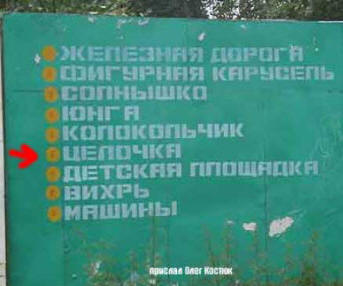 ЖЕЛЕЗНАЯ ДОРОГА
ФИГУРНАЯ КАРУСЕЛЬ
СОЛНЫШКО
ЮНГА
КОЛОКОЛЬЧИК
ЦЕЛОЧКА
ДЕТСКАЯ ПЛОЩАДКА
ВИХРЬ
МАШИНЫ
прислал Олег Костюк